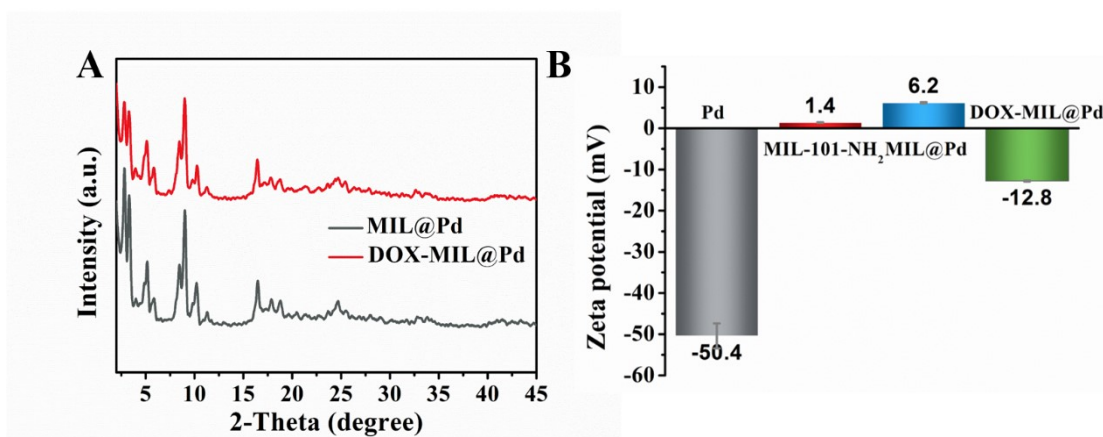 A
Intensity (a.u.)
MIL@Pd
DOX-MIL@Pd
5 10 15 20 25 30 35 40 45
2-Theta (degree)
B
Zeta potential (mV)
10
0
-10
-20
-30
-40
-50
-60
Pd
1.4
6.2
DOX-MIL@Pd
MIL-101-NH2MIL@Pd
-12.8
-50.4